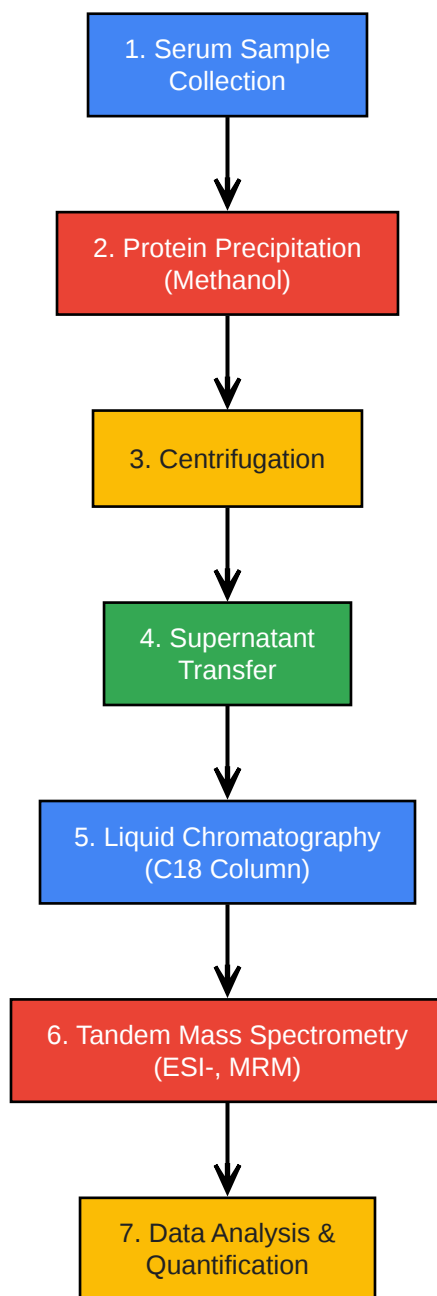 1. Serum Sample
Collection
2. Protein Precipitation
(Methanol)
3. Centrifugation
4. Supernatant
Transfer
5. Liquid Chromatography
(C18 Column)
6. Tandem Mass Spectrometry
(ESI-, MRM)
7. Data Analysis &
Quantification